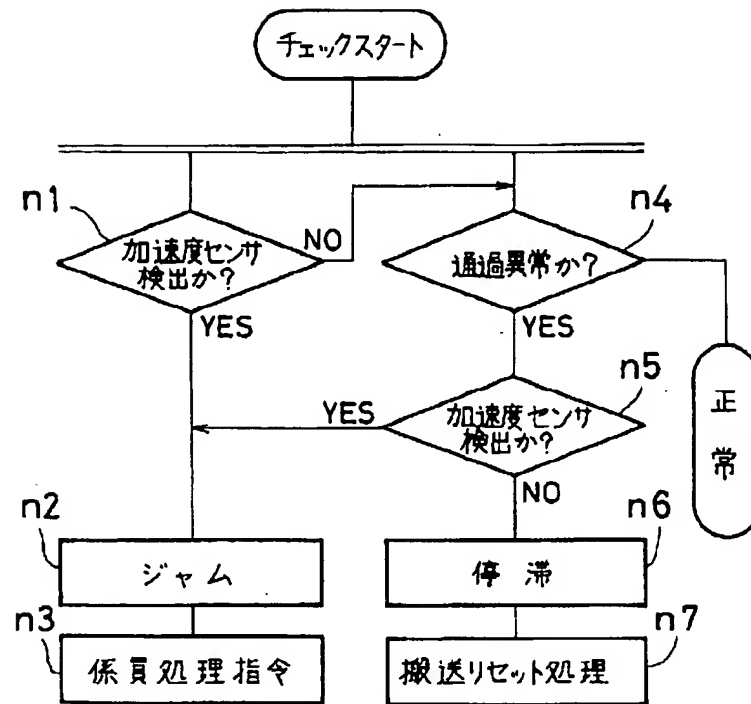 チェックスタート
n1
加速度センサ
検出か?
NO
YES
n4
通過異常か?
YES
正常
n5
加速度センサ
検出か?
YES
NO
n2
ジャム
n6
停滞
n3
係員処理指令
n7
搬送リセット処理